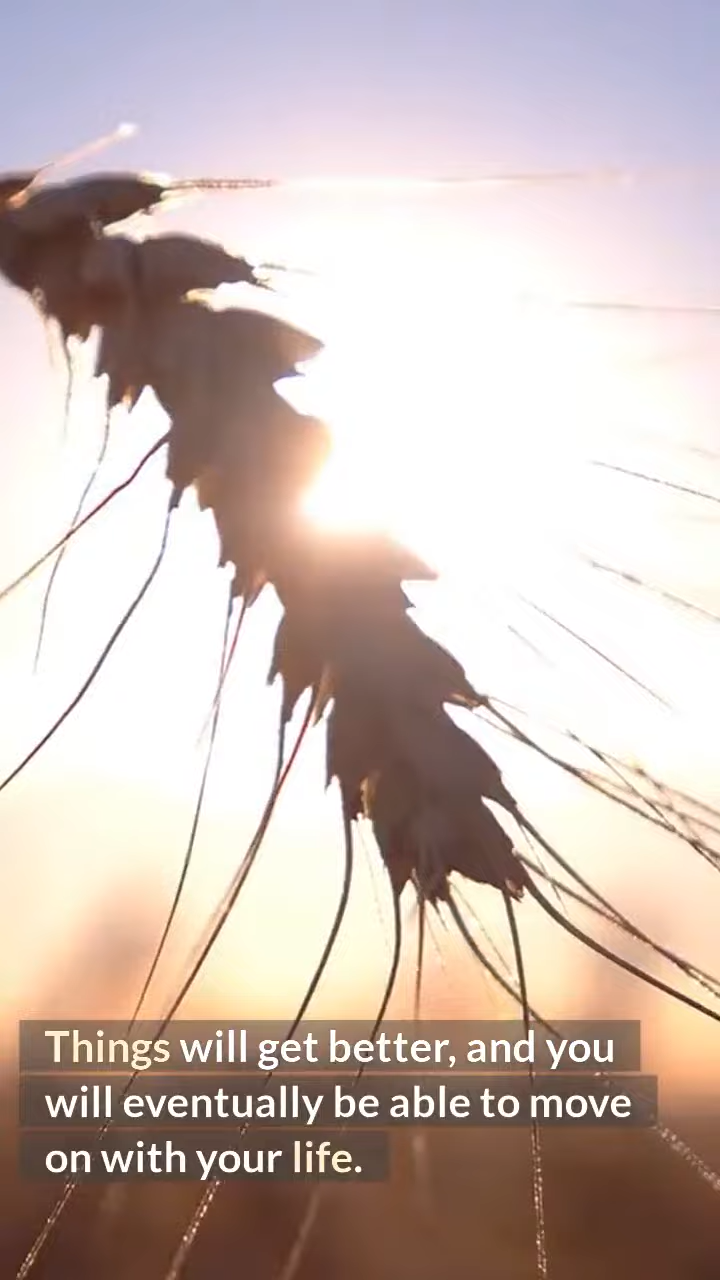 Things will get better, and you
will eventually be able to move
on with your life.